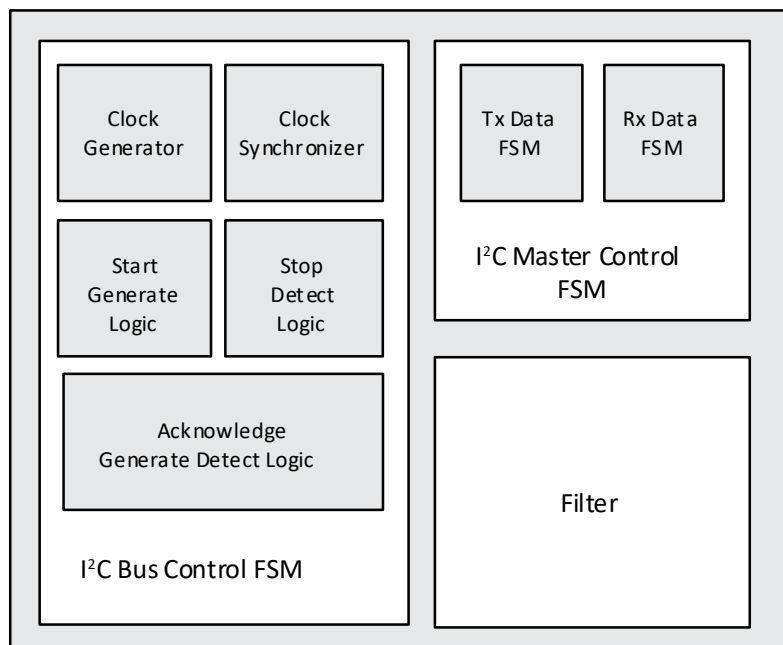 Clock
Generator
Clock
Synchronizer
Start
Generate
Logic
Stop
Detect
Logic
Acknowledge
Generate Detect Logic
I²C Bus Control FSM
Tx Data
FSM
Rx Data
FSM
I²C Master Control
FSM
Filter